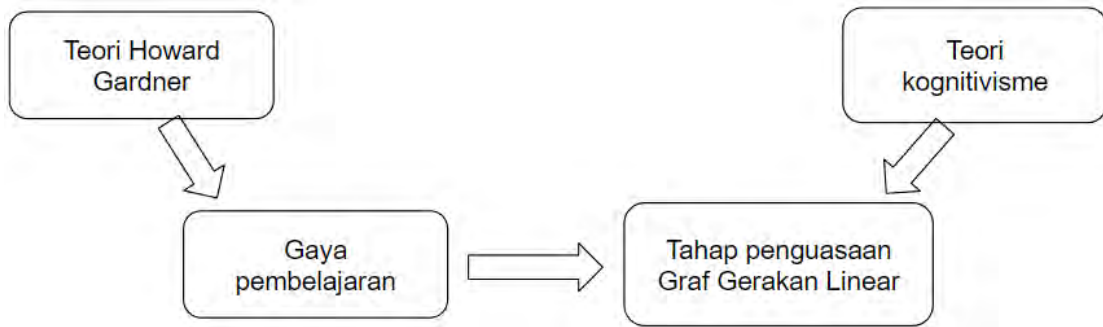 Teori Howard
Gardner
Teori
kognitivisme
Gaya
pembelajaran
Tahap penguasaan
Graf Gerakan Linear